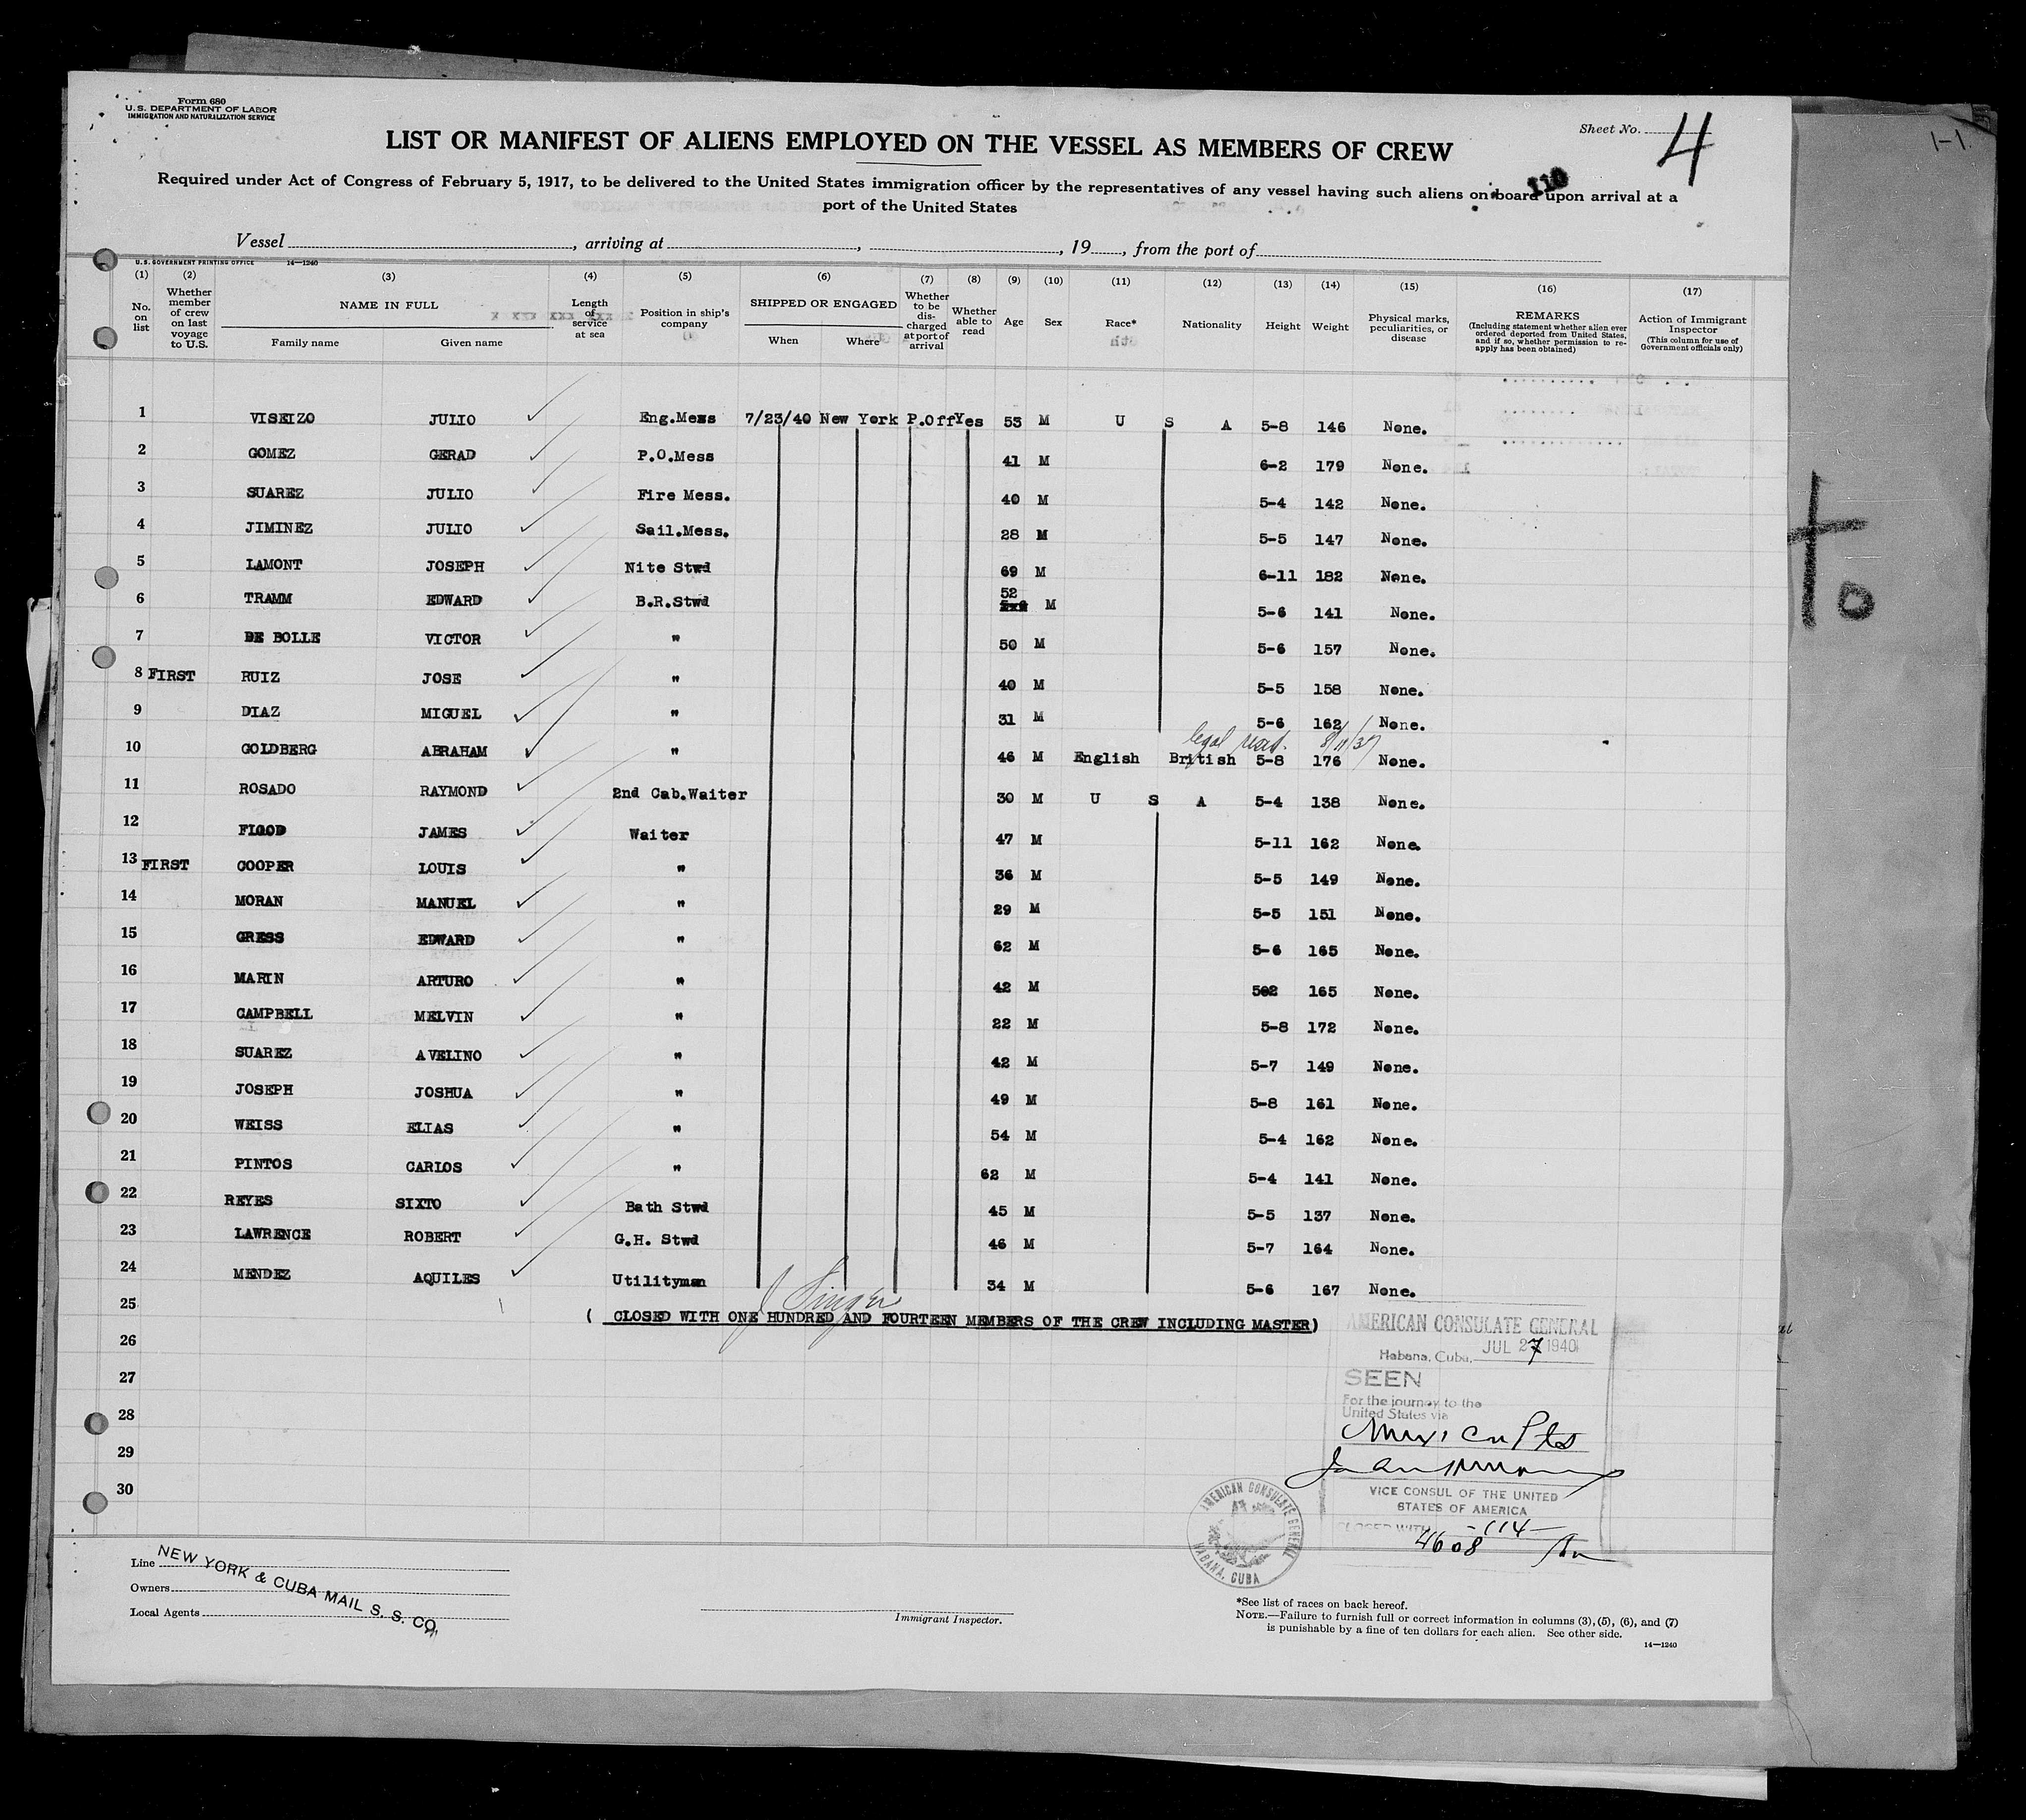 Form 680
U.S. DEPARTMENT OF LABOR
IMMIGRATION AND NATURALIZATION SERVICE
Sheet No. 4
LIST OR MANIFEST OF ALIENS EMPLOYED ON THE VESSEL AS MEMBERS OF CREW
110
Required under Act of Congress of February 5, 1917, to be delivered to the United States immigration officer by the representatives of any vessel having such aliens on board upon arrival at a
port of the United States
Vessel , arriving at , , 19 , from the port of
U.S. GOVERNMENT PRINTING OFFICE 14—1240
(1) (2) (3) (4) (5) (6) (7) (8) (9) (10) (11) (12) (13) (14) (15) (16) (17)
No. on list
Whether member of crew on last voyage to U.S.
NAME IN FULL
Family name Given name
Length of service at sea
Position in ship's company
SHIPPED OR ENGAGED
When Where
Whether to be discharged at port of arrival
Whether able to read
Age Sex Race* Nationality Height Weight
Physical marks, peculiarities, or disease
REMARKS
(Including statement whether alien ever ordered deported from United States, and if so, whether permission to re-apply has been obtained)
Action of Immigrant Inspector
(This column for use of Government officials only)
1 VISEIZO JULIO Eng.Mess 7/23/40 New York P.Off Yes 53 M U S A 5-8 146 None.
2 GOMEZ GERAD P.O.Mess 41 M 6-2 179 None.
3 SUAREZ JULIO Fire Mess. 40 M 5-4 142 None.
4 JIMINEZ JULIO Sail.Mess. 28 M 5-5 147 None.
5 LAMONT JOSEPH Nite Stwd 69 M 6-11 182 None.
6 TRAMM EDWARD B.R.Stwd 52 M 5-6 141 None.
7 DE BOLLE VICTOR " 50 M 5-6 157 None.
8 FIRST RUIZ JOSE " 40 M 5-5 158 None.
9 DIAZ MIGUEL " 31 M 5-6 162 None.
legal resd. 8/11/37
10 GOLDBERG ABRAHAM " 46 M English British 5-8 176 None.
11 ROSADO RAYMOND 2nd Cab.Waiter 30 M U S A 5-4 138 None.
12 FIGOD JAMES Waiter 47 M 5-11 162 None.
13 FIRST COOPER LOUIS " 36 M 5-5 149 None.
14 MORAN MANUEL " 29 M 5-5 151 None.
15 GRESS EDWARD " 62 M 5-6 165 None.
16 MARIN ARTURO " 42 M 165 None.
17 CAMPBELL MELVIN " 22 M 5-8 172 None.
18 SUAREZ AVELINO " 42 M 5-7 149 None.
19 JOSEPH JOSHUA " 49 M 5-8 161 None.
20 WEISS ELIAS " 54 M 5-4 162 None.
21 PINTOS CARLOS " 62 M 5-4 141 None.
22 REYES SIXTO Bath Stwd 45 M 5-5 137 None.
23 LAWRENCE ROBERT G.H. Stwd 46 M 5-7 164 None.
24 MENDEZ AQUILES Utilityman 34 M 5-6 167 None.
J Singer
25
( CLOSED WITH ONE HUNDRED AND FOURTEEN MEMBERS OF THE CREW INCLUDING MASTER)
26
27
28
29
30
AMERICAN CONSULATE GENERAL
Habana, Cuba, JUL 27 1940
SEEN
For the journey to the
United States via
VICE CONSUL OF THE UNITED
STATES OF AMERICA
CLOSED WITH -114-
4608
AMERICAN CONSULATE GENERAL
HABANA, CUBA
Line
Owners
Local Agents
NEW YORK & CUBA MAIL S. S. CO.
Immigrant Inspector.
*See list of races on back hereof.
NOTE.—Failure to furnish full or correct information in columns (3), (5), (6), and (7)
is punishable by a fine of ten dollars for each alien. See other side.
14—1240
1-1